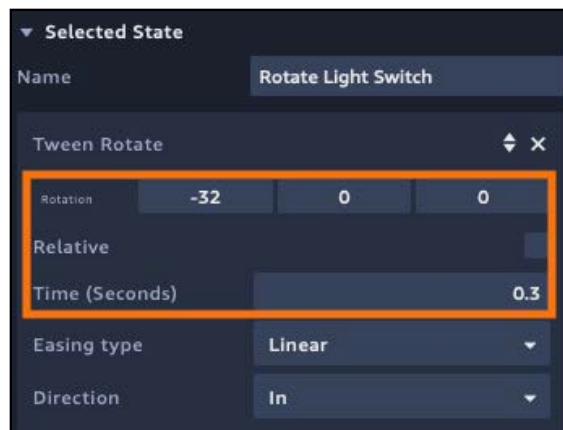 Selected State
Name Rotate Light Switch
Tween Rotate
Rotation -32 0 0
Relative
Time (Seconds) 0.3
Easing type Linear
Direction In